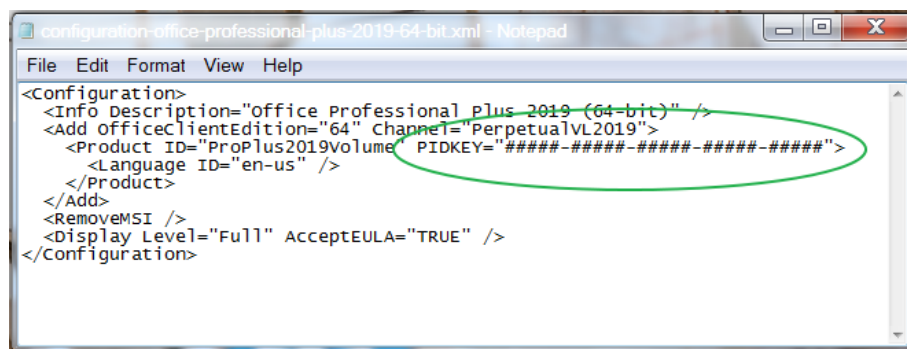 configuration-office-professional-plus-2019-64-bit.xml - Notepad
File Edit Format View Help
<Configuration>
  <Info Description="Office Professional Plus 2019 (64-bit)" />
  <Add OfficeClientEdition="64" Channel="PerpetualVL2019">
    <Product ID="ProPlus2019Volume" PIDKEY="#####-#####-#####-#####-#####">
      <Language ID="en-us" />
    </Product>
  </Add>
  <RemoveMSI />
  <Display Level="Full" AcceptEULA="TRUE" />
</Configuration>